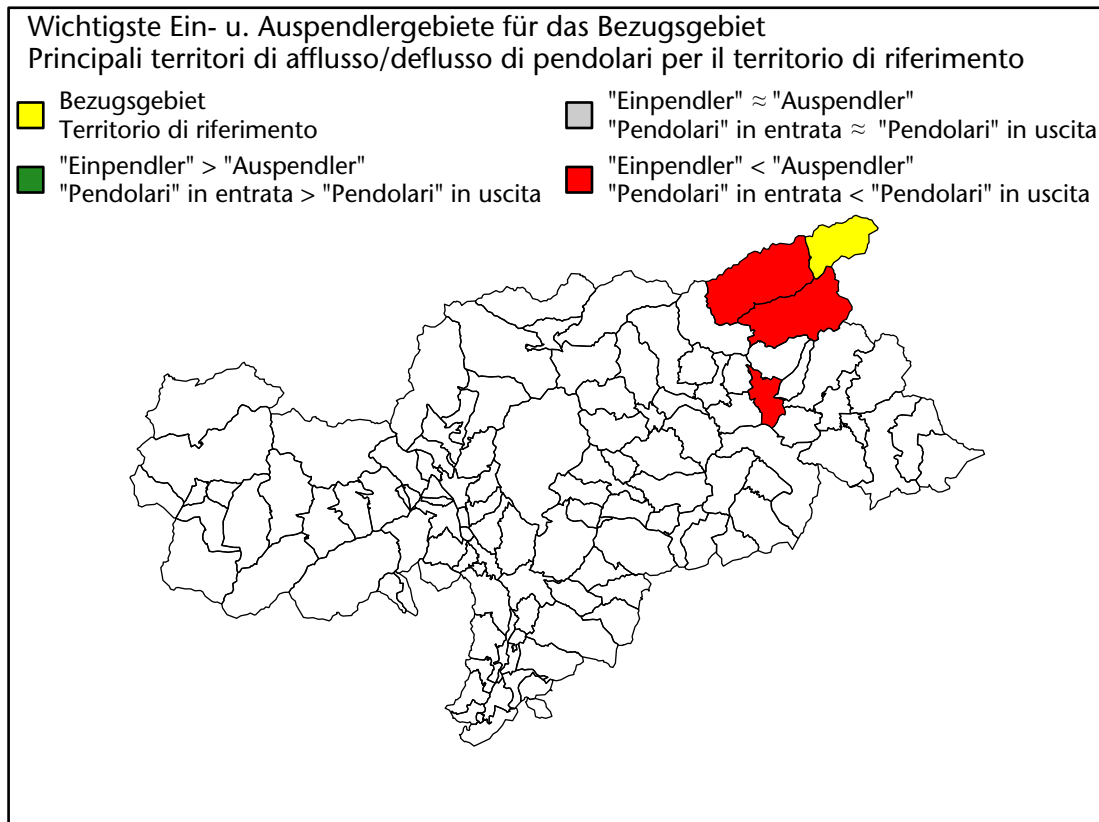 Wichtigste Ein- u. Auspendlergebiete für das Bezugsgebiet
Principali territori di afflusso/deflusso di pendolari per il territorio di riferimento
Bezugsgebiet
Territorio di riferimento
"Einpendler" > "Auspendler"
"Pendolari" in entrata > "Pendolari" in uscita
"Einpendler" ≈ "Auspendler"
"Pendolari" in entrata ≈ "Pendolari" in uscita
"Einpendler" < "Auspendler"
"Pendolari" in entrata < "Pendolari" in uscita